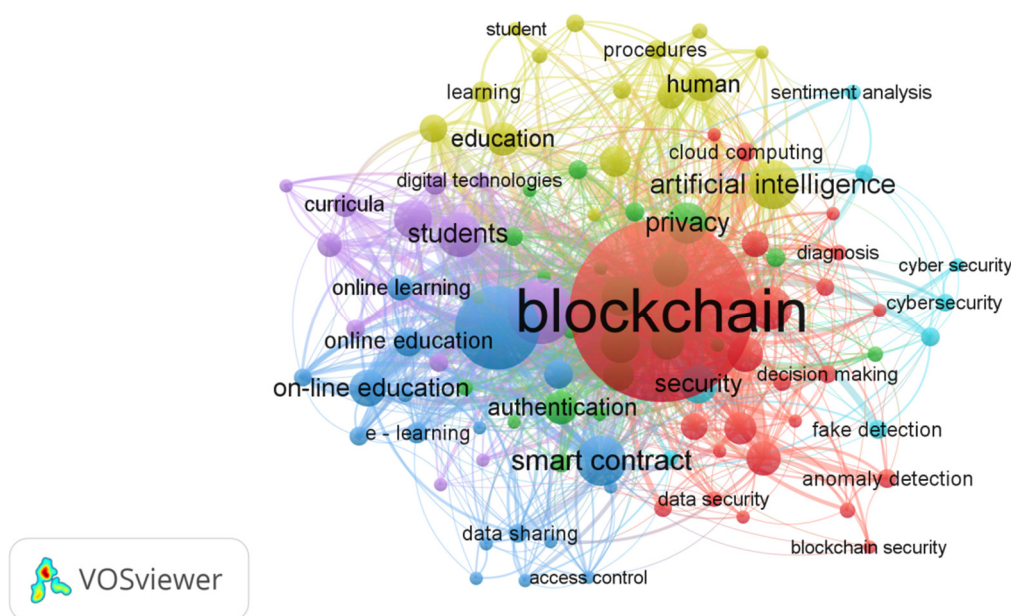 student
procedures
human
learning
sentiment analysis
education
cloud computing
digital technologies
artificial intelligence
curricula
privacy
students
diagnosis
cyber security
online learning
cybersecurity
blockchain
online education
decision making
on-line education
security
authentication
e - learning
fake detection
smart contract
anomaly detection
data security
data sharing
blockchain security
access control
VOSviewer